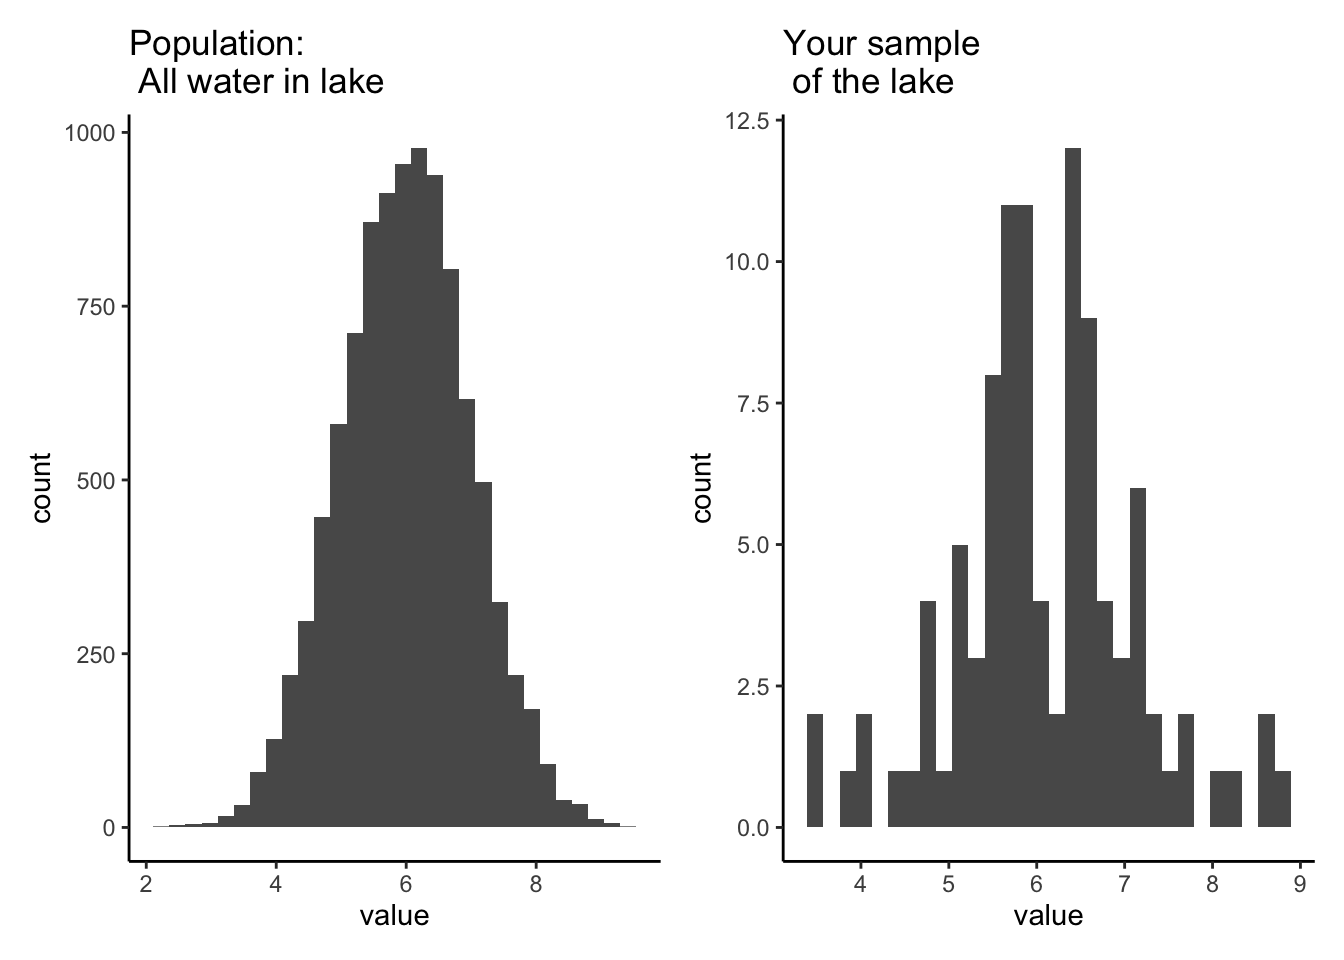 Population:
All water in lake
1000
750
500
250
0
count
2 4 6 8
value
Your sample
of the lake
12.5
10.0
7.5
5.0
2.5
0.0
count
4 5 6 7 8 9
value